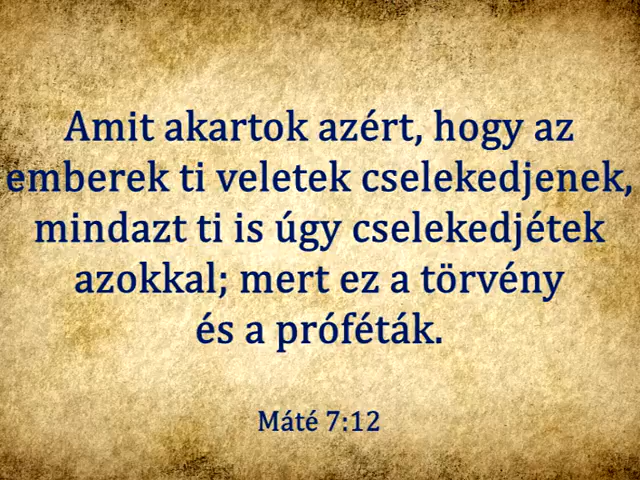 Amit akartok azért, hogy az
emberek ti veletek cselekedjenek,
mindazt ti is úgy cselekedjétek
azokkal; mert ez a törvény
és a próféták.
Máté 7:12